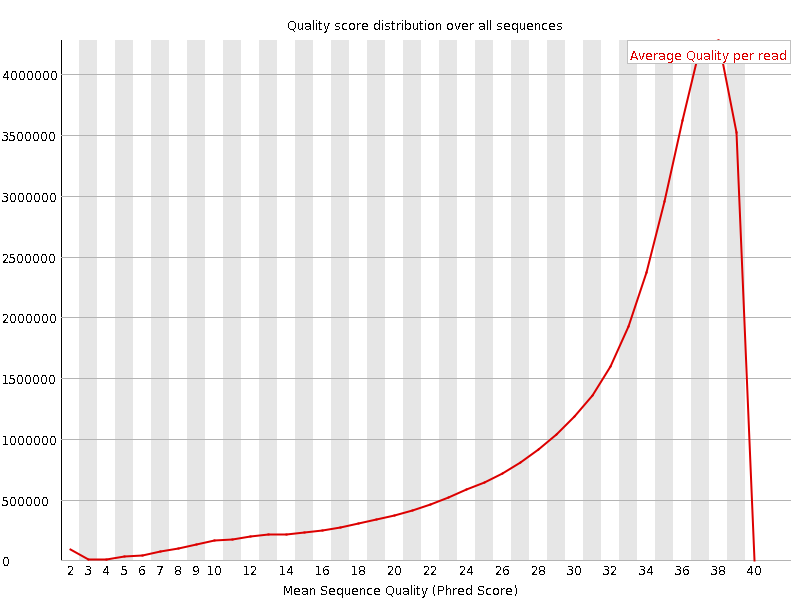 Quality score distribution over all sequences
Average Quality per read
4000000
3500000
3000000
2500000
2000000
1500000
1000000
500000
0
2 3 4 5 6 7 8 9 10 12 14 16 18 20 22 24 26 28 30 32 34 36 38 40
Mean Sequence Quality (Phred Score)